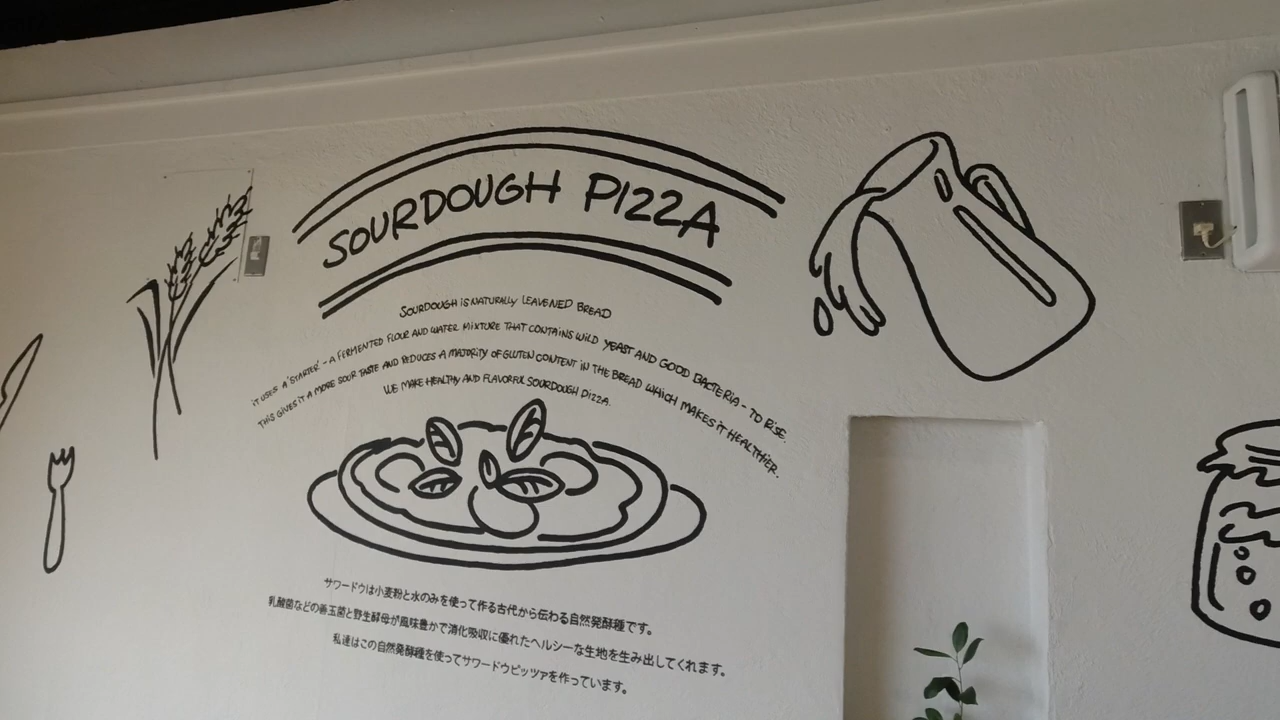 SOURDOUGH PIZZA
SOURDOUGH iS NATURALLY LEAVENED BREAD
iT USES A 'STARTER' - A FERMENTED FLOUR AND WATER MIXTURE THAT CONTAiNS WiLD YEAST AND GOOD BACTERiA - TO RiSE.
THiS GiVES iT A MORE SOUR TASTE AND REDUCES A MAJORiTY OF GLUTEN CONTENT iN THE BREAD WHiCH MAKES iT HEALTHiER.
WE MAKE HEALTHY AND FLAVORFUL SOURDOUGH PiZZA.
サワードウは小麦粉と水のみを使って作る古代から伝わる自然発酵種です。
乳酸菌などの善玉菌と野生酵母が風味豊かで消化吸収に優れたヘルシーな生地を生み出してくれます。
私達はこの自然発酵種を使ってサワードウピッツァを作っています。